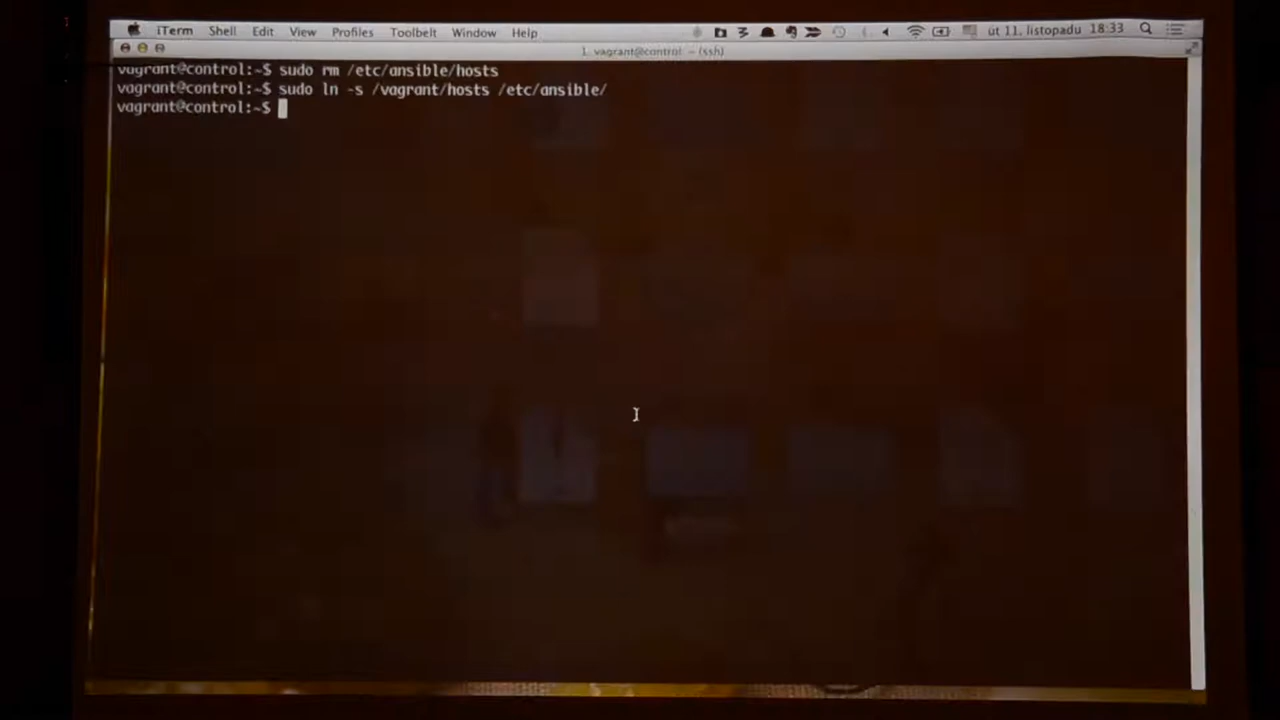 iTerm Shell Edit View Profiles Toolbelt Window Help út 11. listopadu 18:33
1. vagrant@control: ~ (ssh)
vagrant@control:~$ sudo rm /etc/ansible/hosts
vagrant@control:~$ sudo ln -s /vagrant/hosts /etc/ansible/
vagrant@control:~$